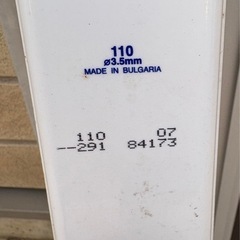 110
ø3.5mm
MADE IN BULGARIA
110 07
--291 84173